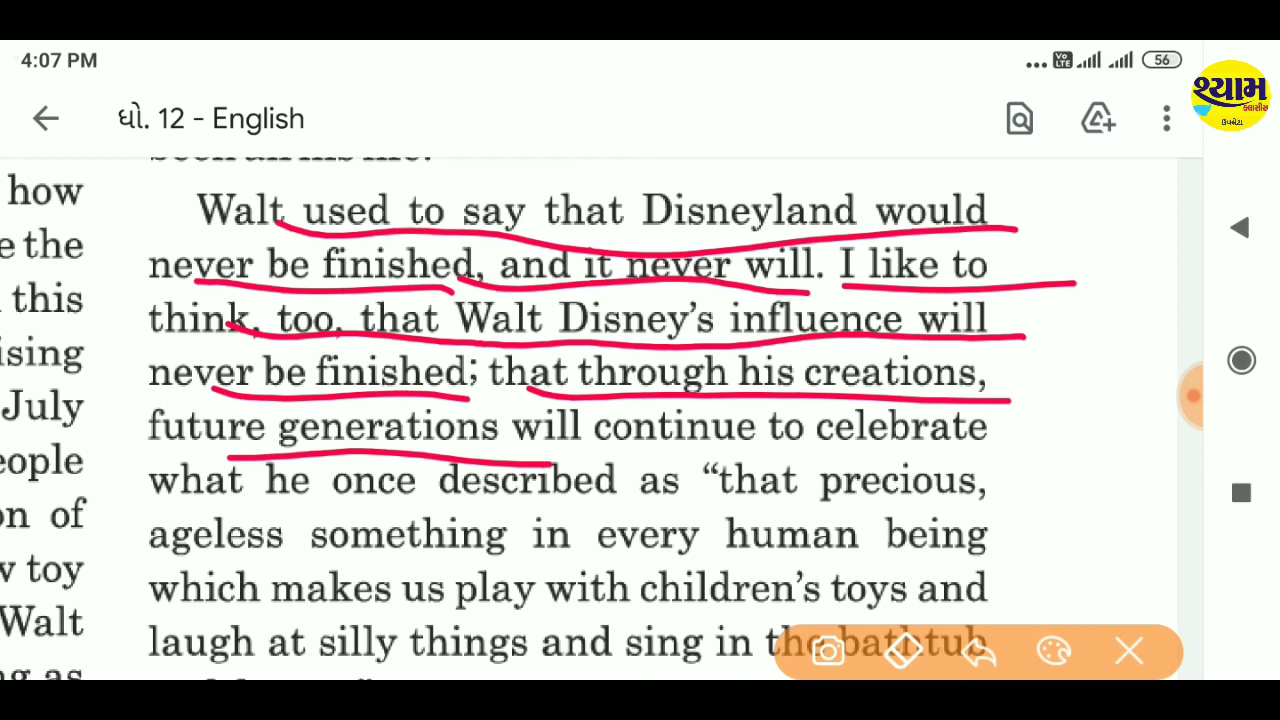 4:07 PM
56
ધો. 12 - English
શ્યામ
ક્લાસીસ
ઉપલેટા
how
e the
this
ising
July
eople
on of
w toy
Walt
Walt used to say that Disneyland would
never be finished, and it never will. I like to
think, too, that Walt Disney's influence will
never be finished; that through his creations,
future generations will continue to celebrate
what he once described as “that precious,
ageless something in every human being
which makes us play with children's toys and
laugh at silly things and sing in the bathtub